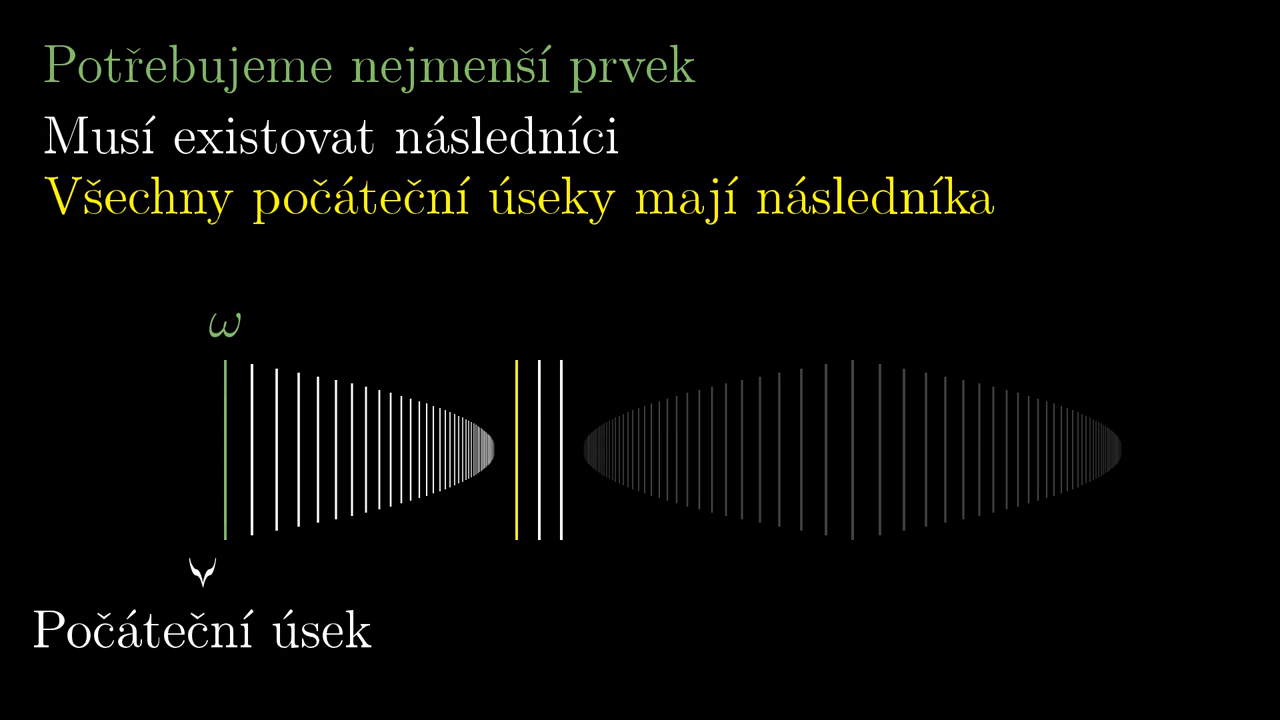 Potřebujeme nejmenší prvek
Musí existovat následníci
Všechny počáteční úseky mají následníka
ω
Počáteční úsek